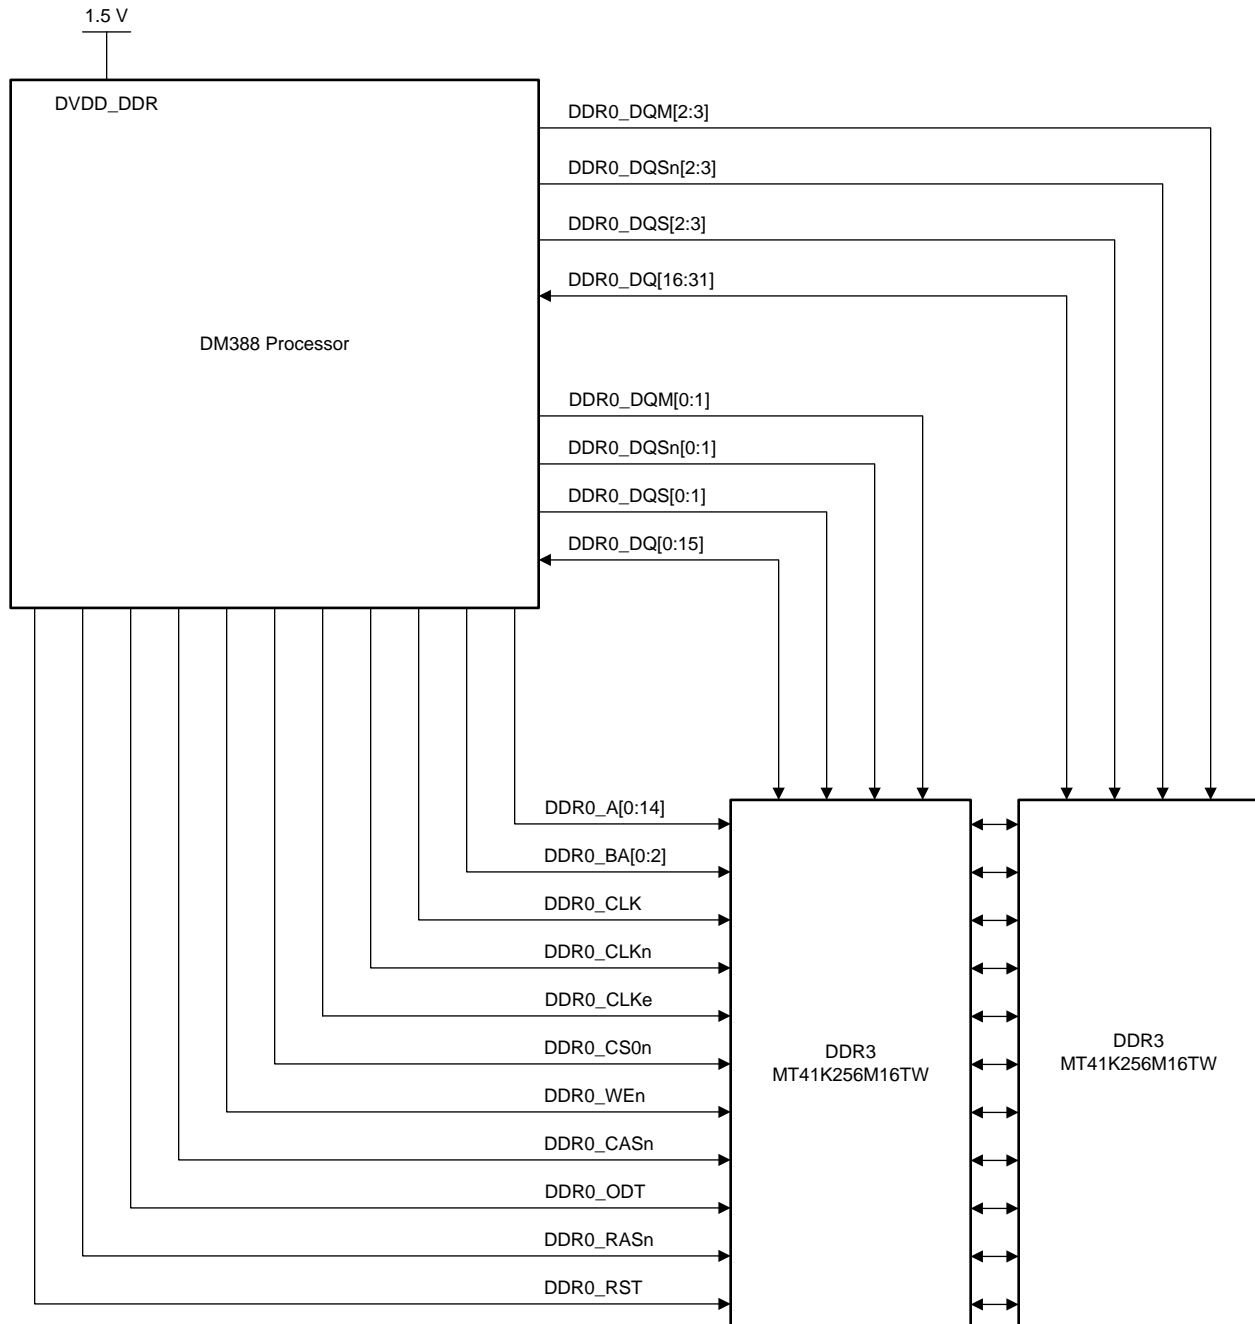 1.5 V
DVDD_DDR
DDR0_DQM[2:3]
DDR0_DQSn[2:3]
DDR0_DQS[2:3]
DDR0_DQ[16:31]
DM388 Processor
DDR0_DQM[0:1]
DDR0_DQSn[0:1]
DDR0_DQS[0:1]
DDR0_DQ[0:15]
DDR0_A[0:14]
DDR0_BA[0:2]
DDR0_CLK
DDR0_CLKn
DDR0_CLKe
DDR0_CS0n
DDR0_WEn
DDR0_CASn
DDR0_ODT
DDR0_RASn
DDR0_RST
DDR3
MT41K256M16TW
DDR3
MT41K256M16TW